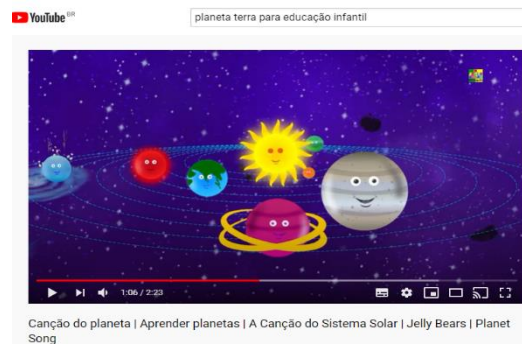 YouTube BR
planeta terra para educação infantil
1:06 / 2:23
Canção do planeta | Aprender planetas | A Canção do Sistema Solar | Jelly Bears | Planet
Song